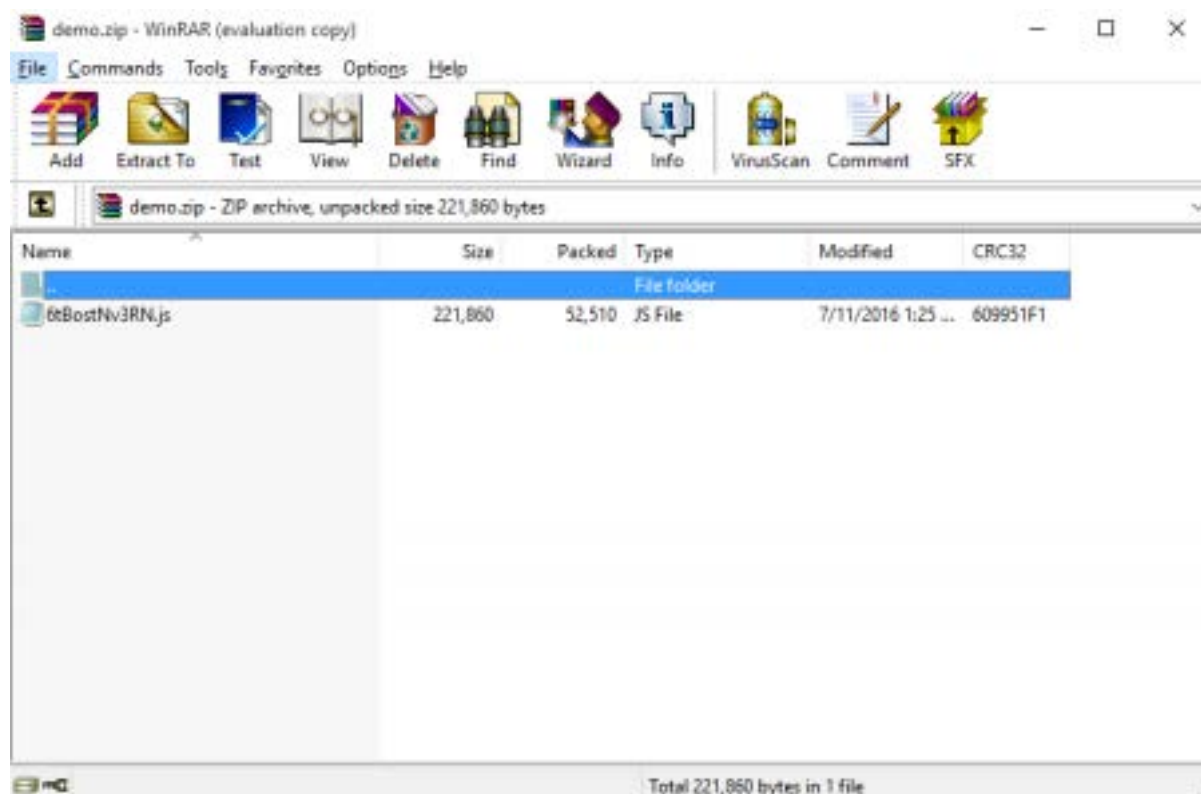 demo.zip - WinRAR (evaluation copy)
File Commands Tools Favorites Options Help
Add Extract To Test View Delete Find Wizard Info VirusScan Comment SFX
demo.zip - ZIP archive, unpacked size 221,860 bytes
Name Size Packed Type Modified CRC32
.. File folder
6tBostNv3RN.js 221,860 52,510 JS File 7/11/2016 1:25 ... 609951F1
Total 221,860 bytes in 1 file